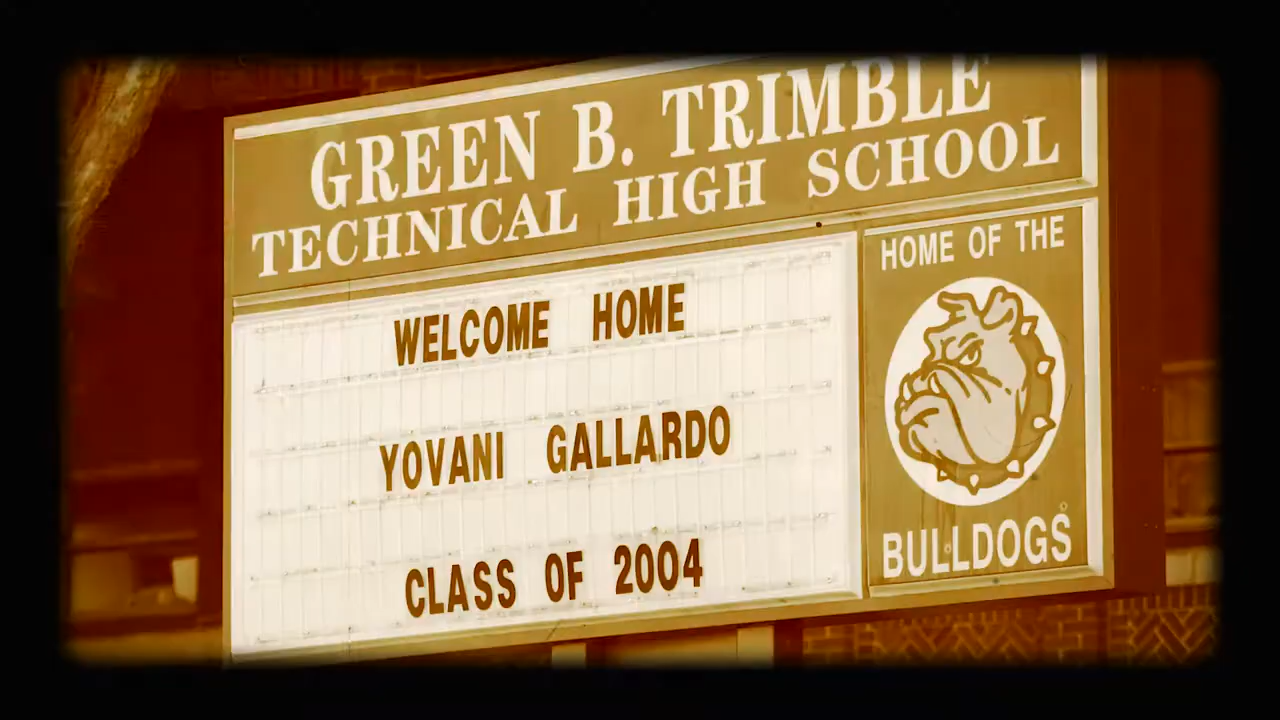 GREEN B. TRIMBLE
TECHNICAL HIGH SCHOOL
WELCOME HOME
YOVANI GALLARDO
CLASS OF 2004
HOME OF THE
BULLDOGS